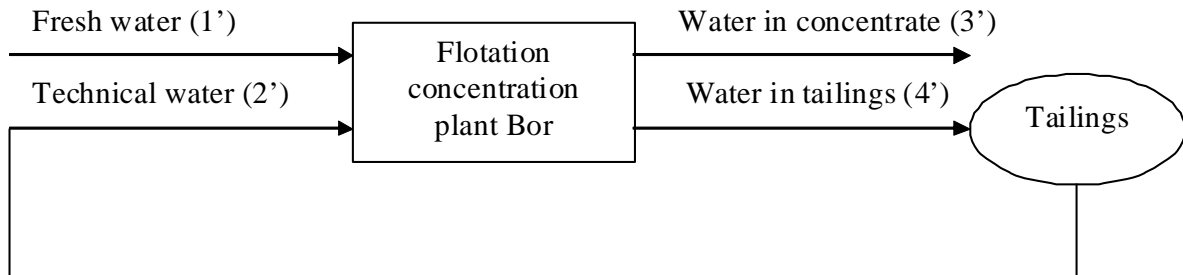 Fresh water (1’)
Technical water (2’)
Flotation
concentration
plant Bor
Water in concentrate (3’)
Water in tailings (4’)
Tailings